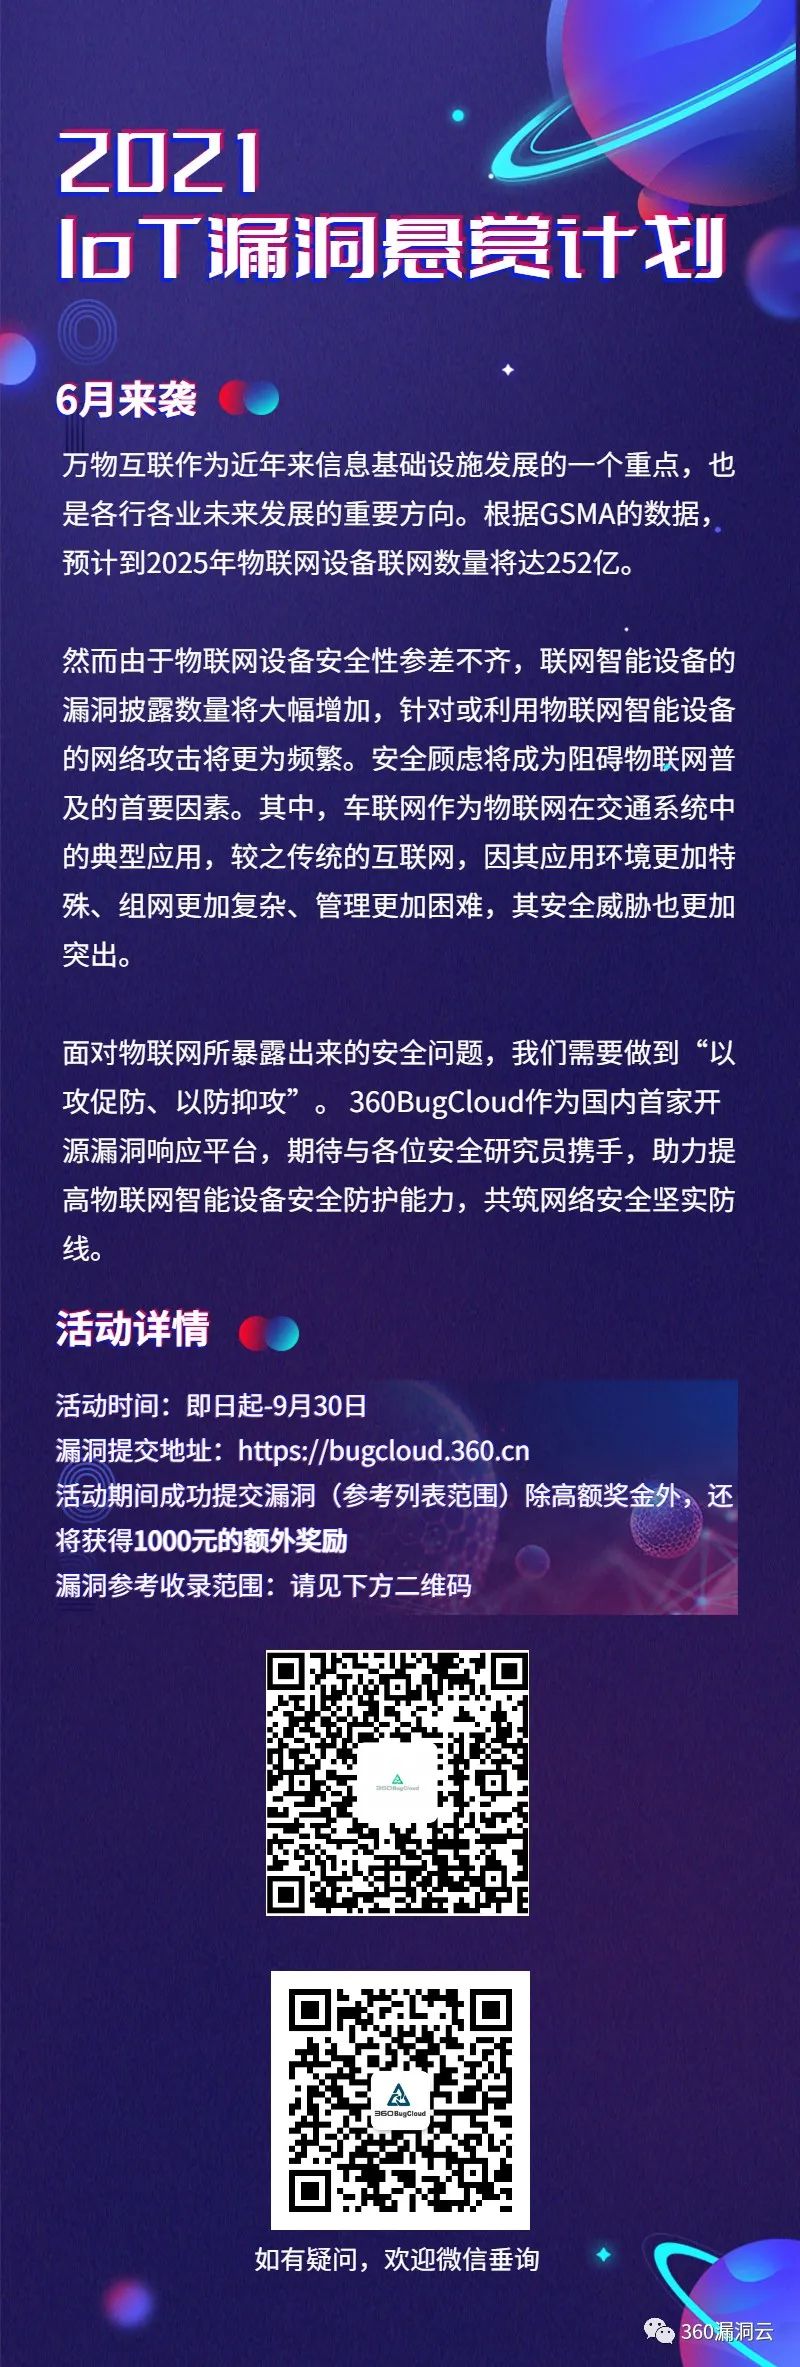 2021
IoT漏洞悬赏计划
6月来袭
万物互联作为近年来信息基础设施发展的一个重点，也
是各行各业未来发展的重要方向。根据GSMA的数据，
预计到2025年物联网设备联网数量将达252亿。
然而由于物联网设备安全性参差不齐，联网智能设备的
漏洞披露数量将大幅增加，针对或利用物联网智能设备
的网络攻击将更为频繁。安全顾虑将成为阻碍物联网普
及的首要因素。其中，车联网作为物联网在交通系统中
的典型应用，较之传统的互联网，因其应用环境更加特
殊、组网更加复杂、管理更加困难，其安全威胁也更加
突出。
面对物联网所暴露出来的安全问题，我们需要做到“以
攻促防、以防抑攻”。 360BugCloud作为国内首家开
源漏洞响应平台，期待与各位安全研究员携手，助力提
高物联网智能设备安全防护能力，共筑网络安全坚实防
线。
活动详情
活动时间：即日起-9月30日
漏洞提交地址：https://bugcloud.360.cn
活动期间成功提交漏洞（参考列表范围）除高额奖金外，还
将获得1000元的额外奖励
漏洞参考收录范围：请见下方二维码
360BugCloud
360BugCloud
如有疑问，欢迎微信垂询
360漏洞云